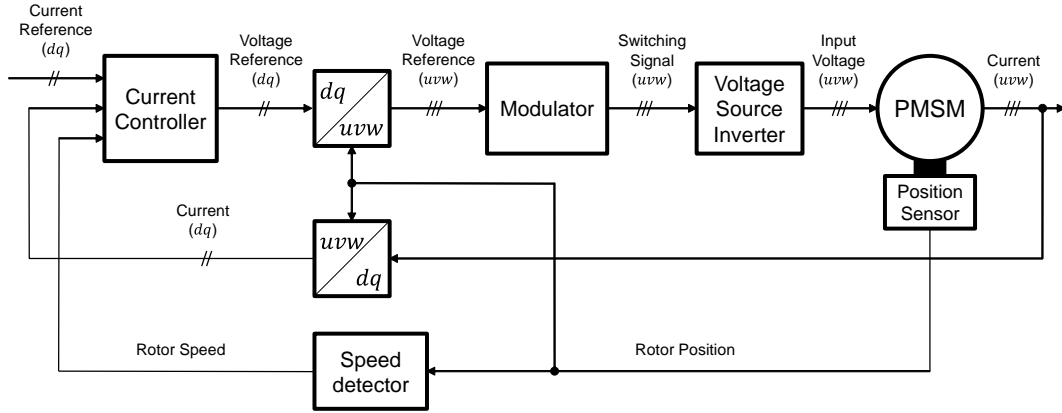 Current
Reference
(dq)
Current
Controller
Voltage
Reference
(dq)
dq
uvw
Voltage
Reference
(uvw)
Modulator
Switching
Signal
(uvw)
Voltage
Source
Inverter
Input
Voltage
(uvw)
PMSM
Current
(uvw)
Position
Sensor
Current
(dq)
uvw
dq
Rotor Speed
Speed
detector
Rotor Position